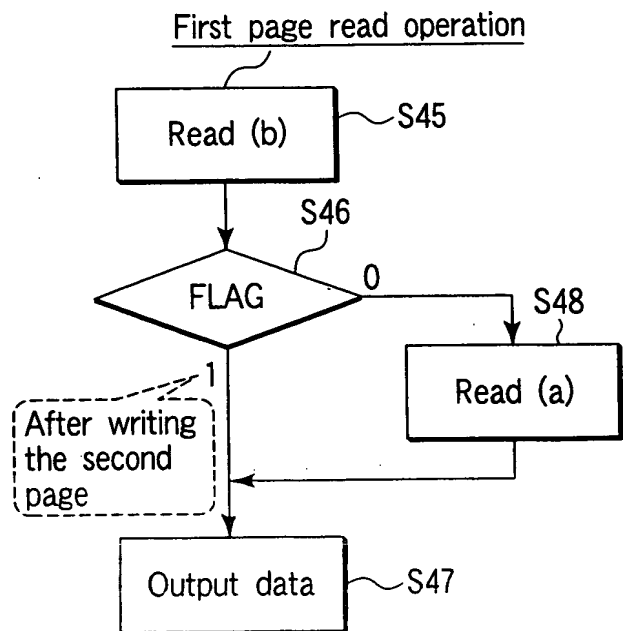 First page read operation
Read (b)
S45
S46
FLAG
0
S48
Read (a)
1
After writing
the second
page
Output data
S47